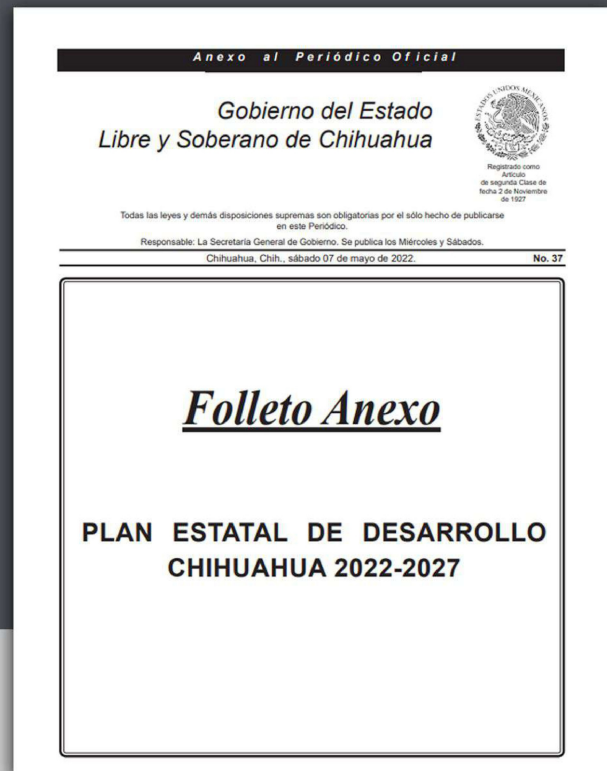 Anexo al Periódico Oficial
Gobierno del Estado
Libre y Soberano de Chihuahua
ESTADOS UNIDOS MEXICANOS
Registrado como
Artículo
de segunda Clase de
fecha 2 de Noviembre
de 1927
Todas las leyes y demás disposiciones supremas son obligatorias por el sólo hecho de publicarse
en este Periódico.
Responsable: La Secretaría General de Gobierno. Se publica los Miércoles y Sábados.
Chihuahua, Chih., sábado 07 de mayo de 2022. No. 37
Folleto Anexo
PLAN ESTATAL DE DESARROLLO
CHIHUAHUA 2022-2027